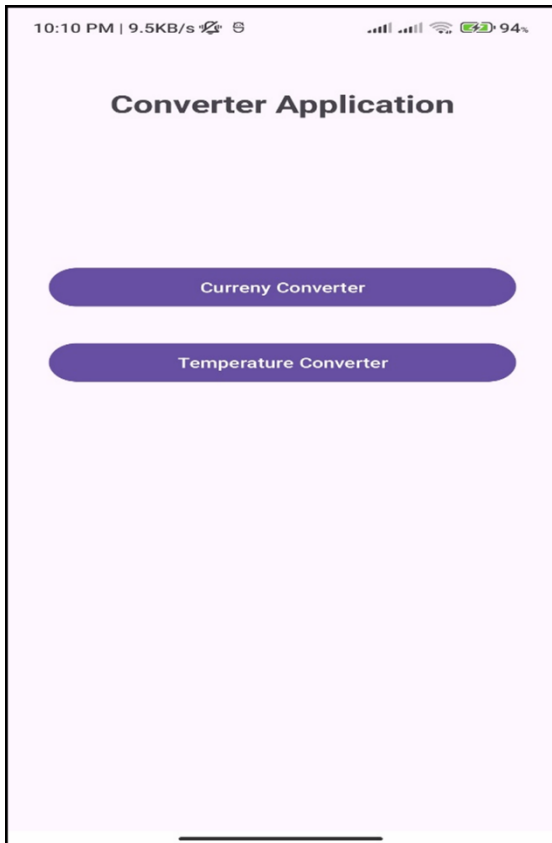 10:10 PM | 9.5KB/s 94%
Converter Application
Curreny Converter
Temperature Converter